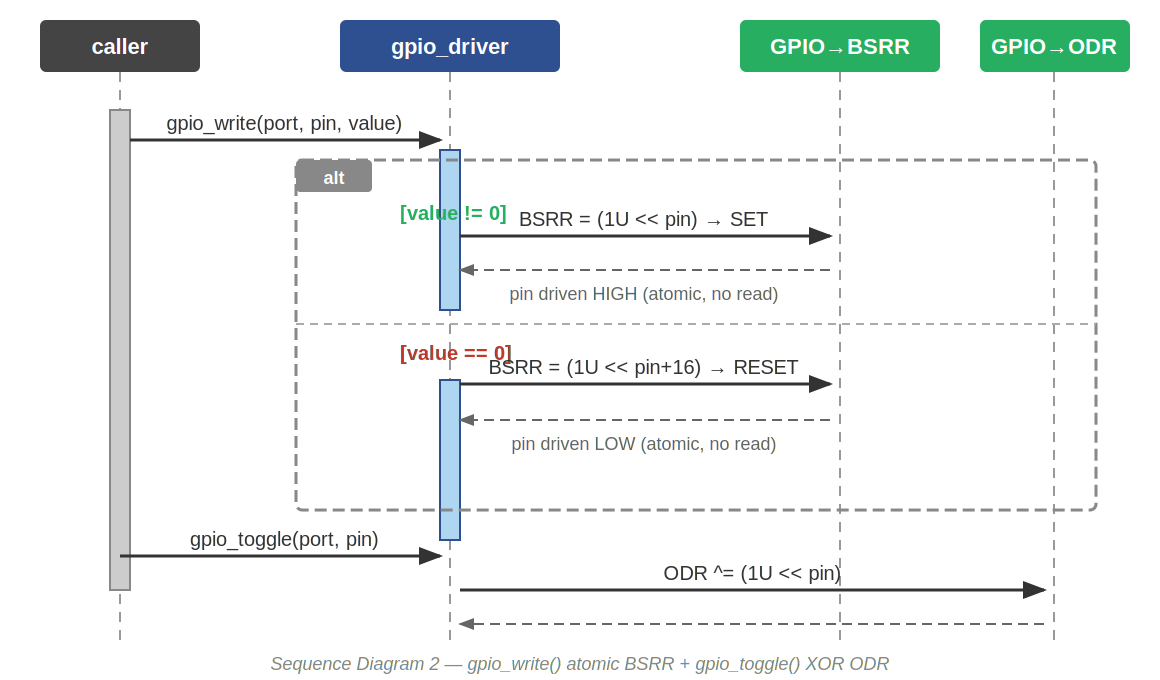 caller
gpio_driver
GPIO→BSRR
GPIO→ODR
gpio_write(port, pin, value)
alt
[value != 0]
BSRR = (1U << pin) → SET
pin driven HIGH (atomic, no read)
[value == 0]
BSRR = (1U << pin+16) → RESET
pin driven LOW (atomic, no read)
gpio_toggle(port, pin)
ODR ^= (1U << pin)
Sequence Diagram 2 — gpio_write() atomic BSRR + gpio_toggle() XOR ODR